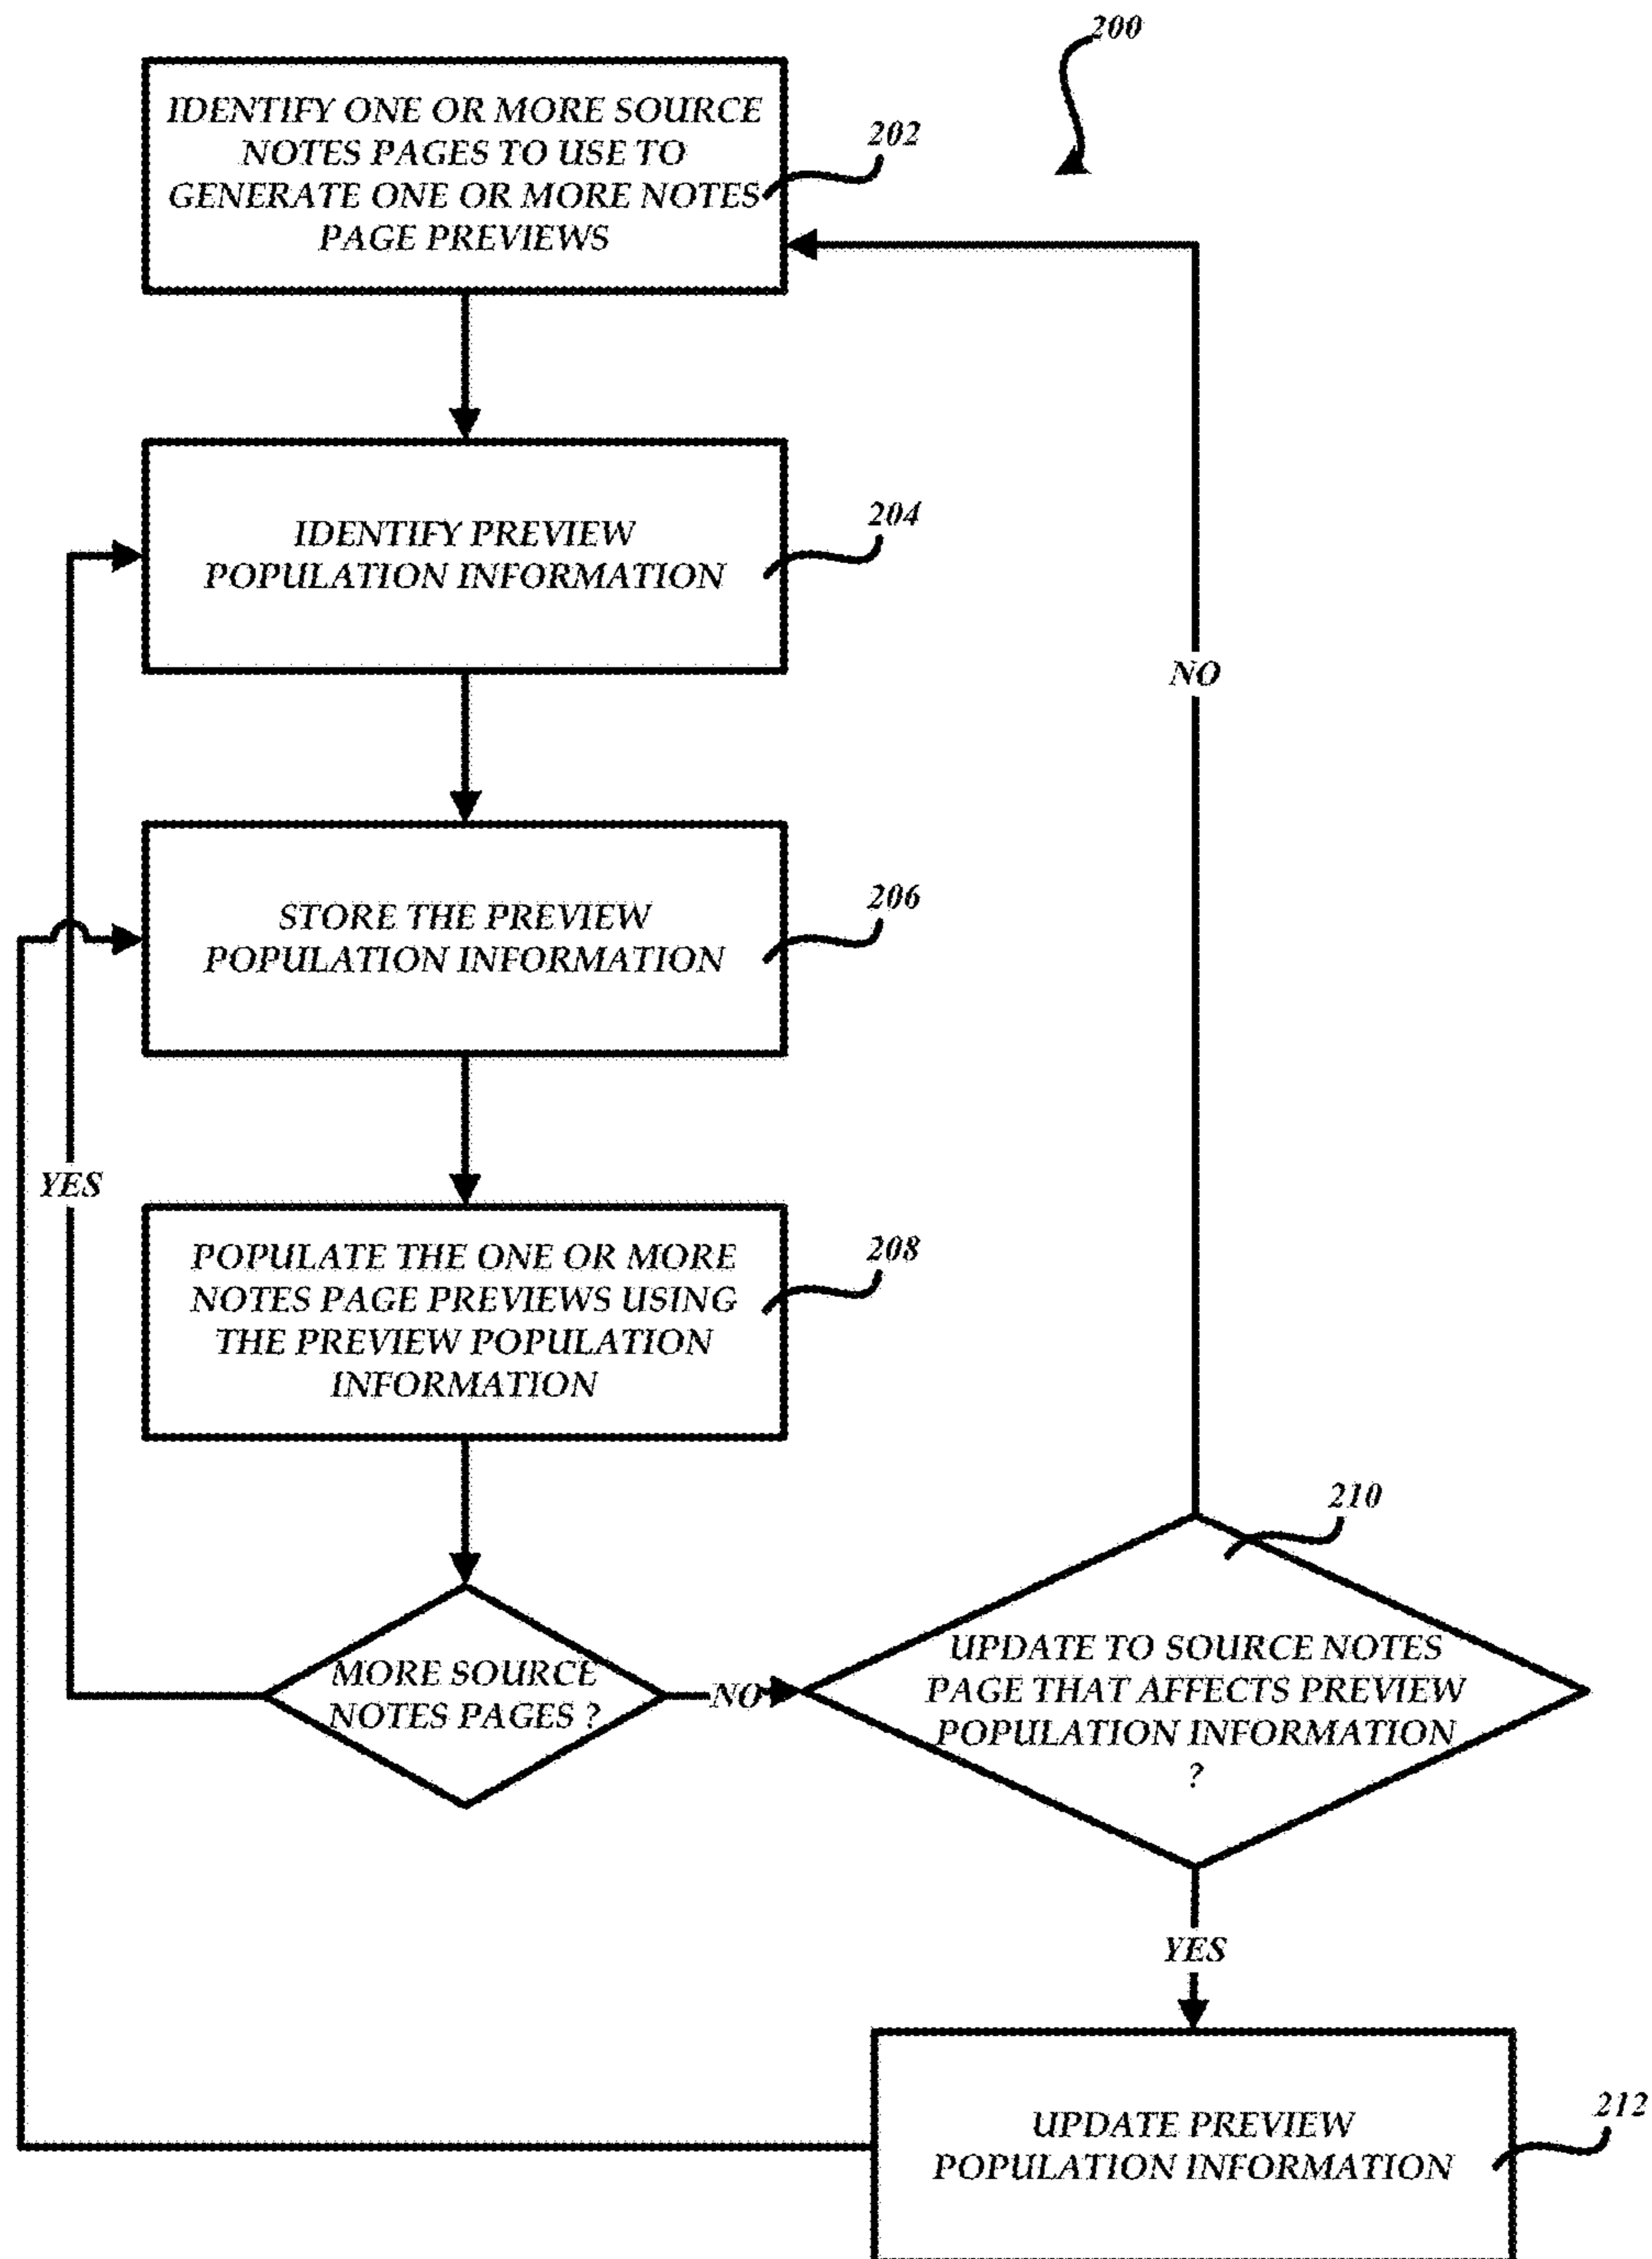 200
IDENTIFY ONE OR MORE SOURCE
NOTES PAGES TO USE TO
GENERATE ONE OR MORE NOTES
PAGE PREVIEWS
202
IDENTIFY PREVIEW
POPULATION INFORMATION
204
NO
STORE THE PREVIEW
POPULATION INFORMATION
206
YES
POPULATE THE ONE OR MORE
NOTES PAGE PREVIEWS USING
THE PREVIEW POPULATION
INFORMATION
208
MORE SOURCE
NOTES PAGES ?
NO
210
UPDATE TO SOURCE NOTES
PAGE THAT AFFECTS PREVIEW
POPULATION INFORMATION
?
YES
UPDATE PREVIEW
POPULATION INFORMATION
212